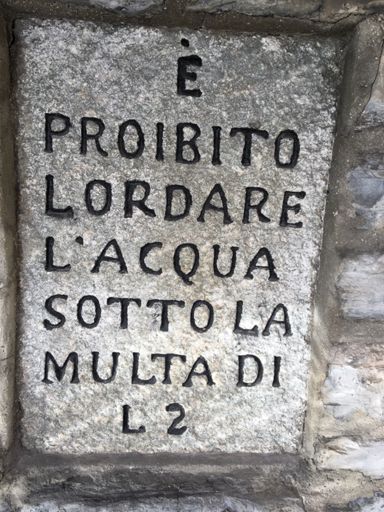 È
PROIBITO
LORDARE
L'ACQUA
SOTTO LA
MULTA DI
L 2